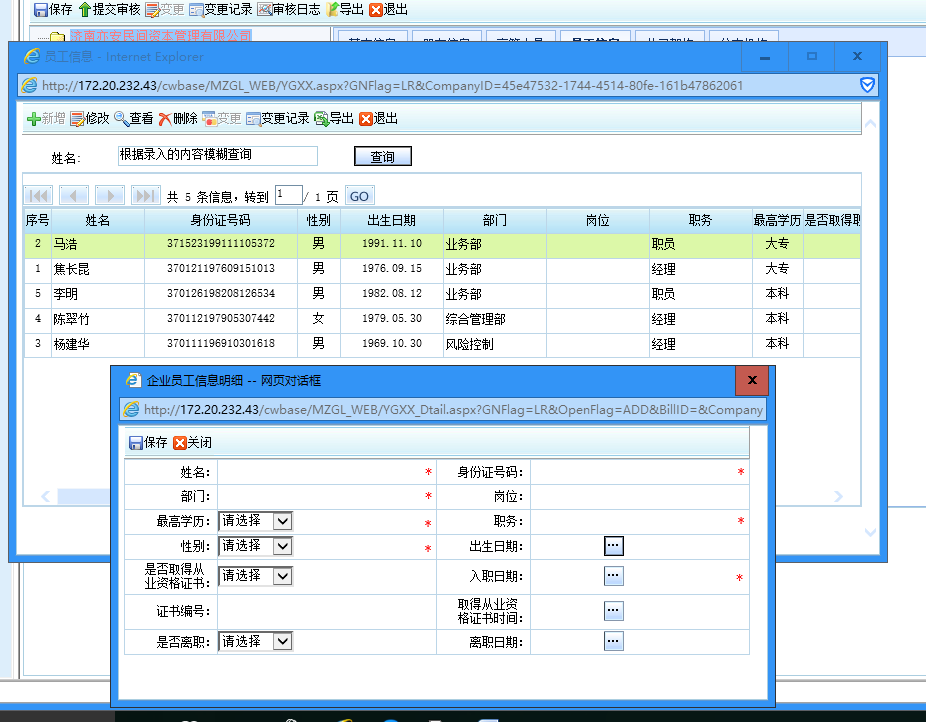 保存 提交审核 变更 变更记录 审核日志 导出 退出
济南亦安民间资本管理有限公司
员工信息 - Internet Explorer
http://172.20.232.43/cwbase/MZGL_WEB/YGXX.aspx?GNFlag=LR&CompanyID=45e47532-1744-4514-80fe-161b47862061
新增 修改 查看 删除 变更 变更记录 导出 退出
姓名: 根据录入的内容模糊查询 查询
共 5 条信息，转到 1 / 1 页 GO
序号 姓名 身份证号码 性别 出生日期 部门 岗位 职务 最高学历 是否取得
2 马浩 371523199111105372 男 1991.11.10 业务部 职员 大专
1 焦长昆 370121197609151013 男 1976.09.15 业务部 经理 大专
5 李明 370126198208126534 男 1982.08.12 业务部 职员 本科
4 陈翠竹 370112197905307442 女 1979.05.30 综合管理部 经理 本科
3 杨建华 370111196910301618 男 1969.10.30 风险控制 经理 本科
企业员工信息明细 -- 网页对话框
http://172.20.232.43/cwbase/MZGL_WEB/YGXX_Dtail.aspx?GNFlag=LR&OpenFlag=ADD&BillID=&Company
保存 关闭
姓名: * 身份证号码: *
部门: * 岗位:
最高学历: 请选择 * 职务: *
性别: 请选择 * 出生日期: ...
是否取得从
业资格证书: 请选择 入职日期: ... *
证书编号: 取得从业资
格证书时间: ...
是否离职: 请选择 离职日期: ...